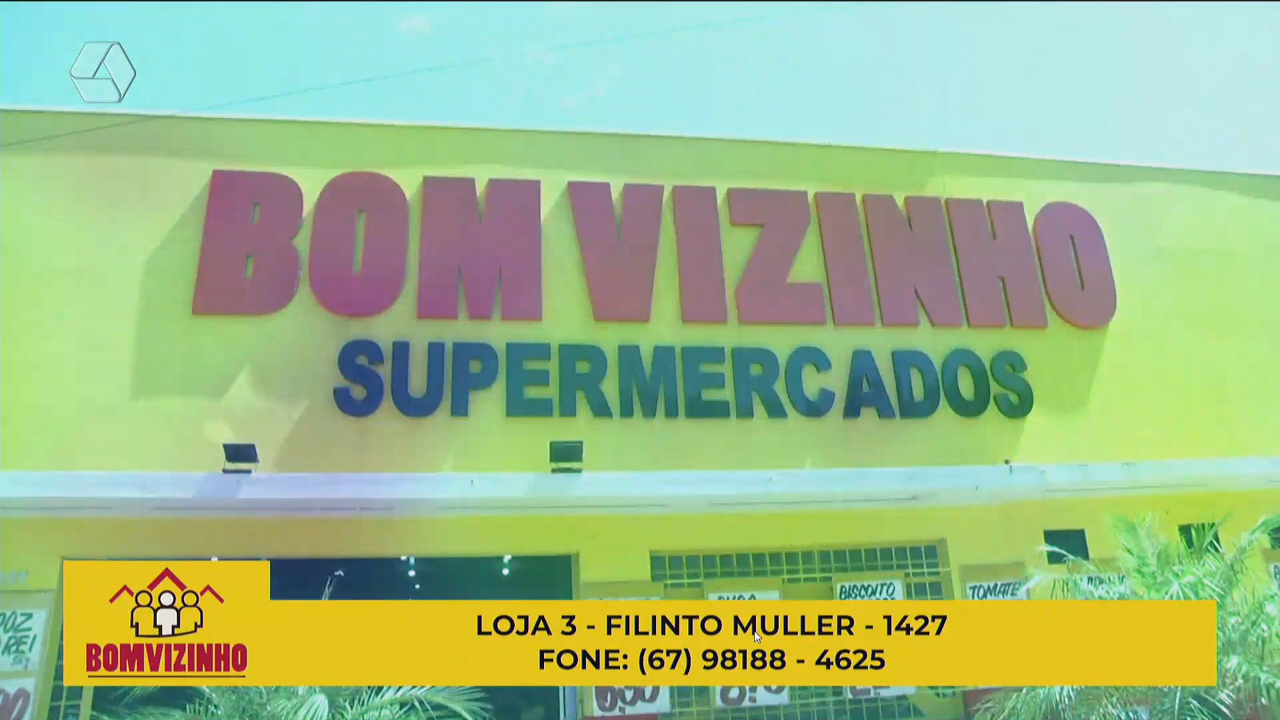 BOM VIZINHO
SUPERMERCADOS
BISCOITO
TOMATE
BOMVIZINHO
LOJA 3 - FILINTO MULLER - 1427
FONE: (67) 98188 - 4625